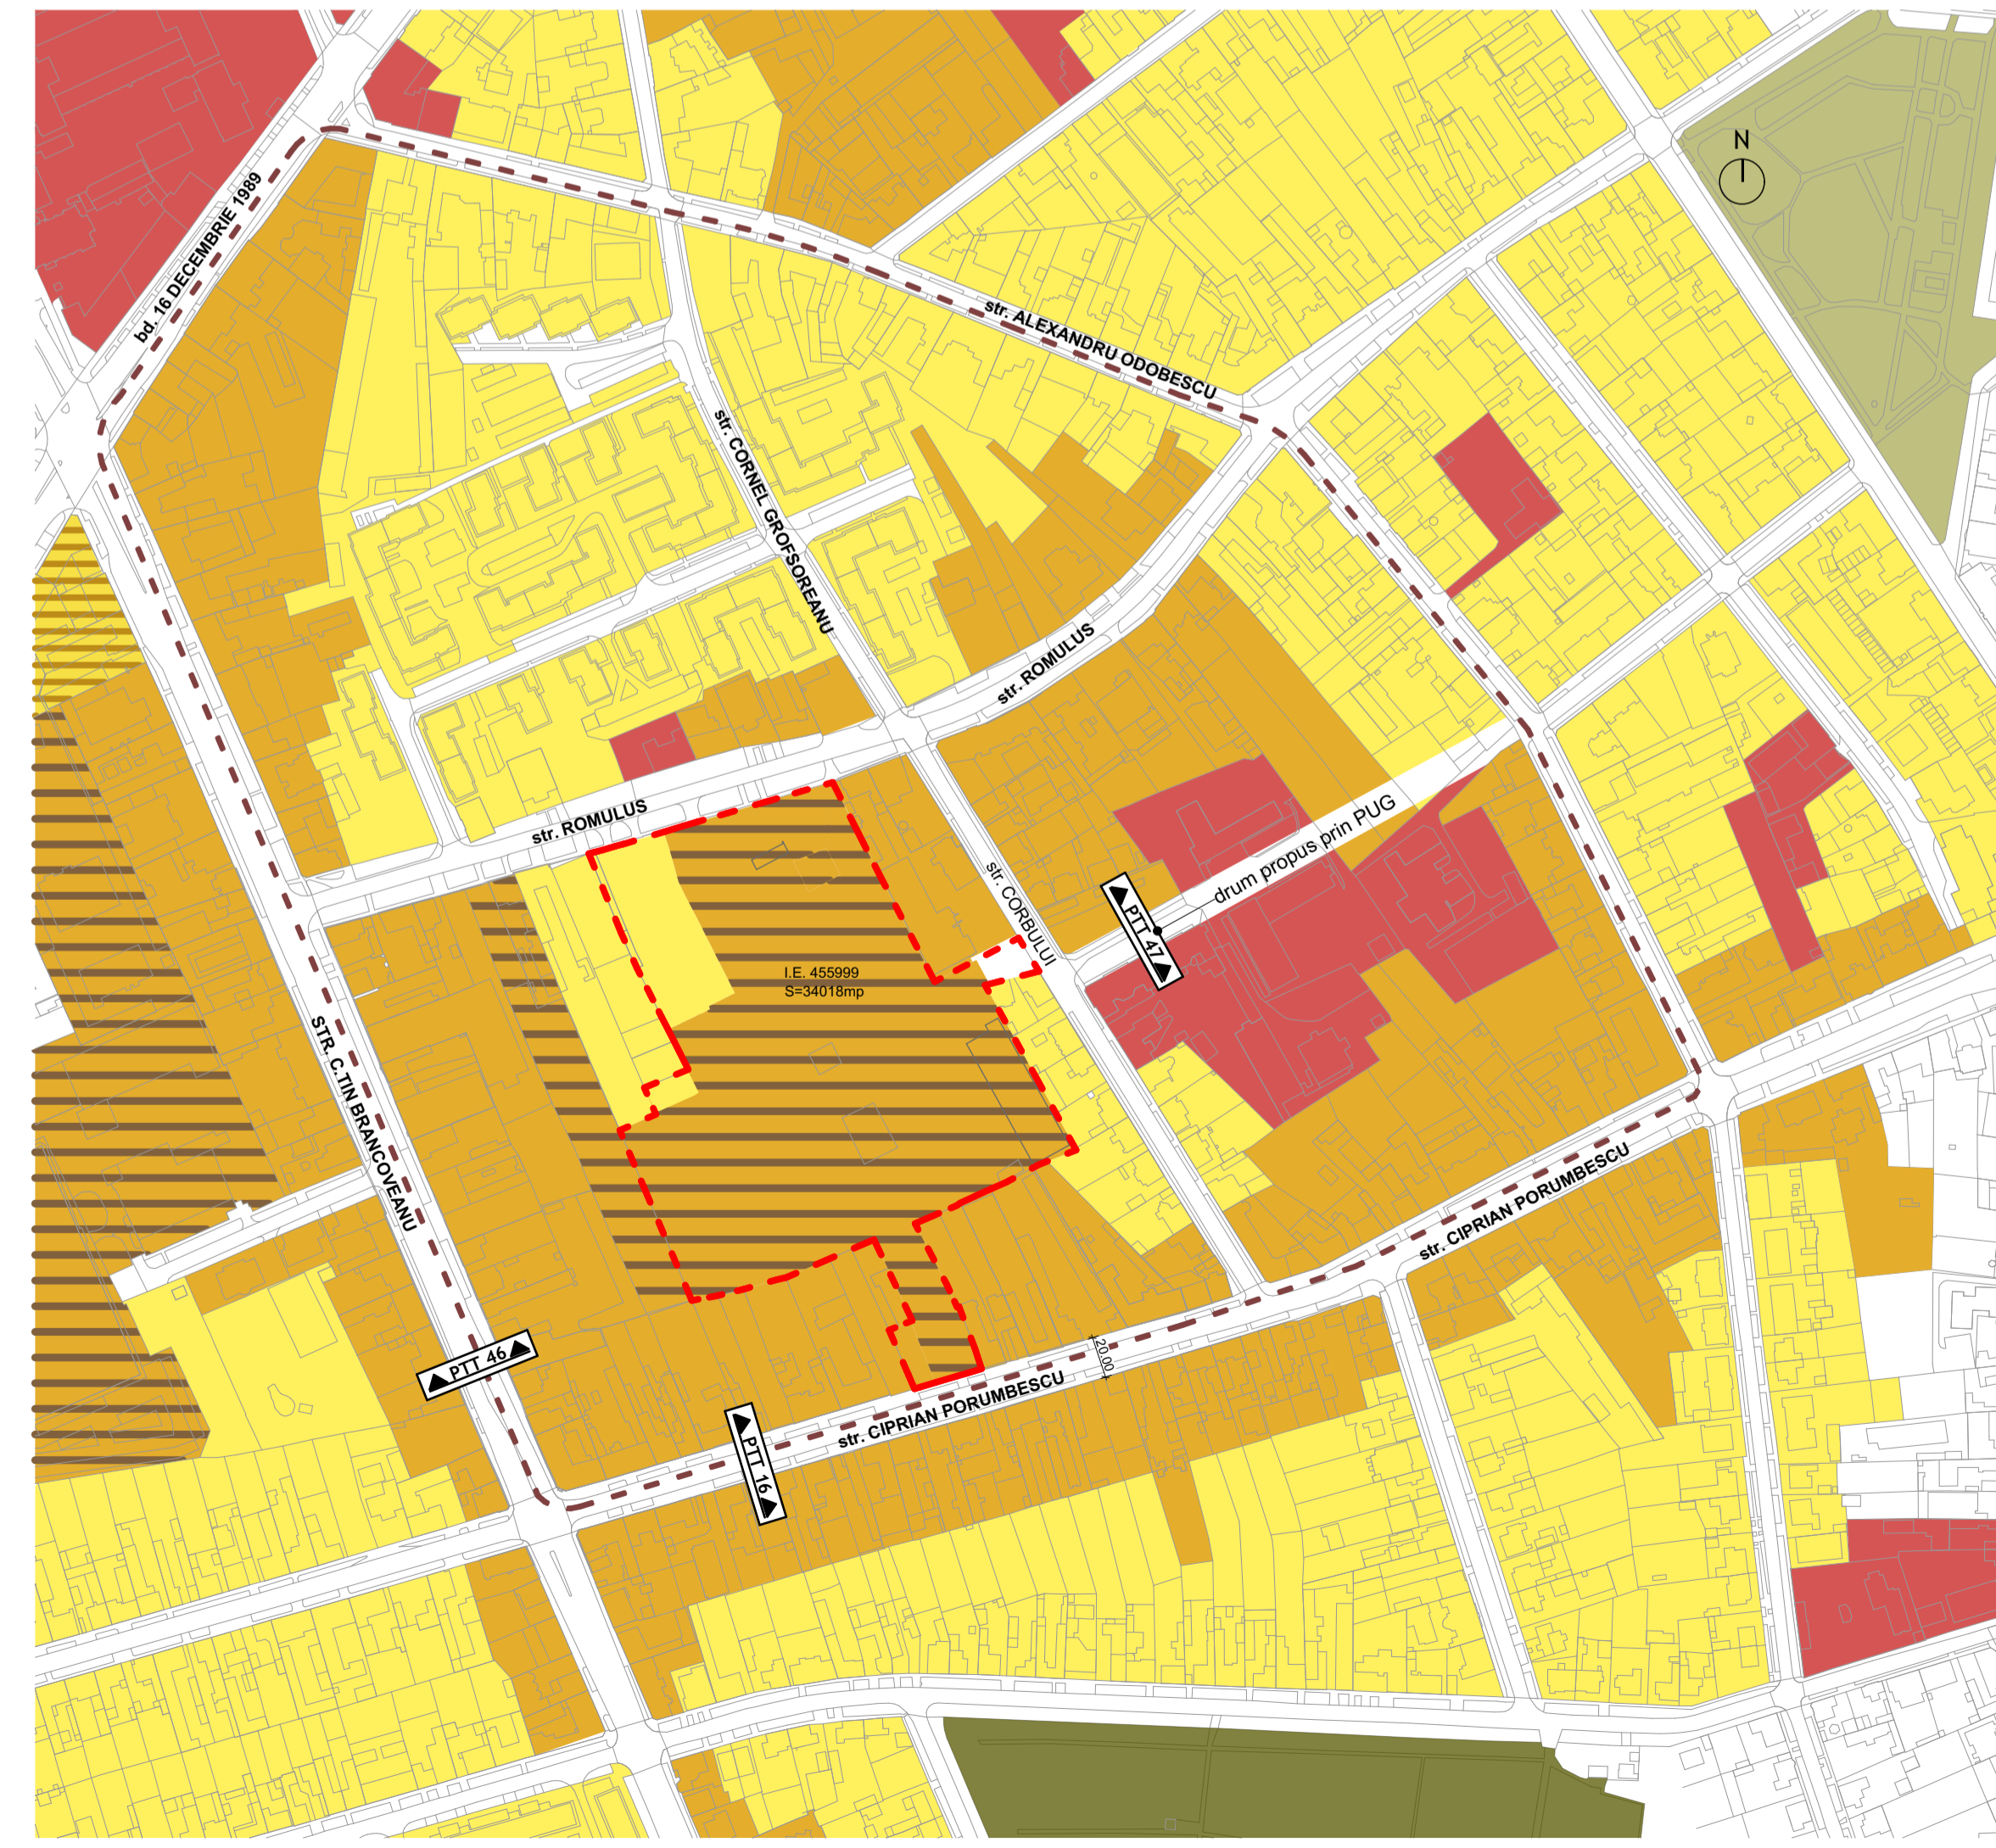 N
bd. 16 DECEMBRIE 1989
str. ALEXANDRU ODOBESCU
str. CORNEL GROFSOREANU
str. ROMULUS
str. ROMULUS
drum propus prin PUG
str. CORBULUI
PTT 47
I.E. 455999
S=34018mp
STR. C.TIN BRANCOVEANU
str. CIPRIAN PORUMBESCU
PTT 46
20.00
str. CIPRIAN PORUMBESCU
PTT 16